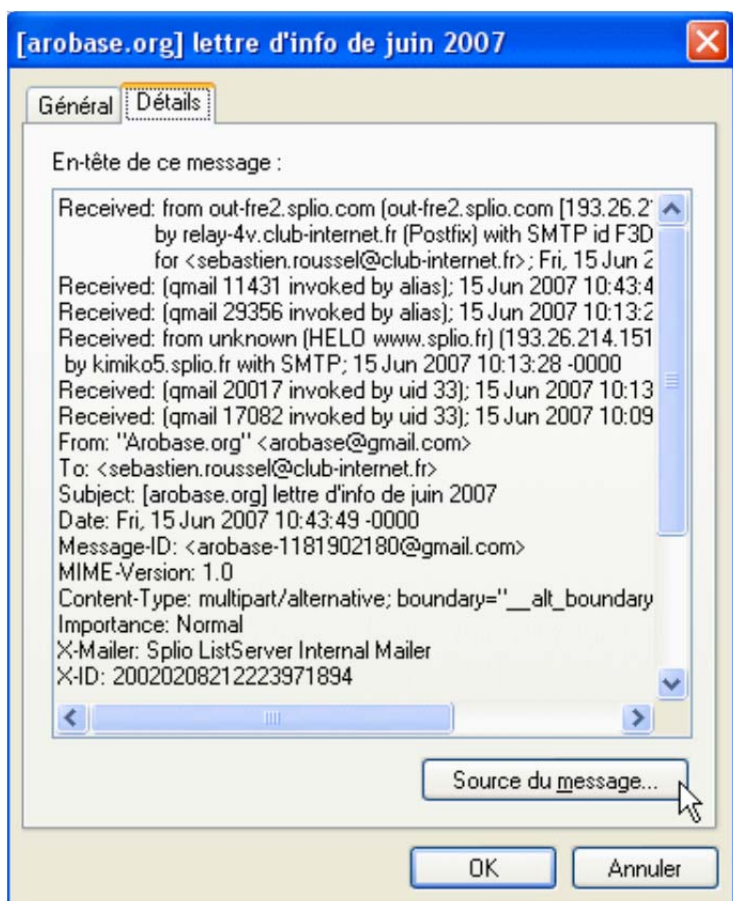 [arobase.org] lettre d'info de juin 2007
Général Détails
En-tête de ce message :
Received: from out-fre2.splio.com (out-fre2.splio.com [193.26.2
by relay-4v.club-internet.fr (Postfix) with SMTP id F3D
for <sebastien.roussel@club-internet.fr>; Fri, 15 Jun 2
Received: (qmail 11431 invoked by alias); 15 Jun 2007 10:43:4
Received: (qmail 29356 invoked by alias); 15 Jun 2007 10:13:2
Received: from unknown (HELO www.splio.fr) (193.26.214.151
by kimiko5.splio.fr with SMTP; 15 Jun 2007 10:13:28 -0000
Received: (qmail 20017 invoked by uid 33); 15 Jun 2007 10:13
Received: (qmail 17082 invoked by uid 33); 15 Jun 2007 10:09
From: "Arobase.org" <arobase@gmail.com>
To: <sebastien.roussel@club-internet.fr>
Subject: [arobase.org] lettre d'info de juin 2007
Date: Fri, 15 Jun 2007 10:43:49 -0000
Message-ID: <arobase-1181902180@gmail.com>
MIME-Version: 1.0
Content-Type: multipart/alternative; boundary="__alt_boundary
Importance: Normal
X-Mailer: Splio ListServer Internal Mailer
X-ID: 20020208212223971894
Source du message...
OK Annuler